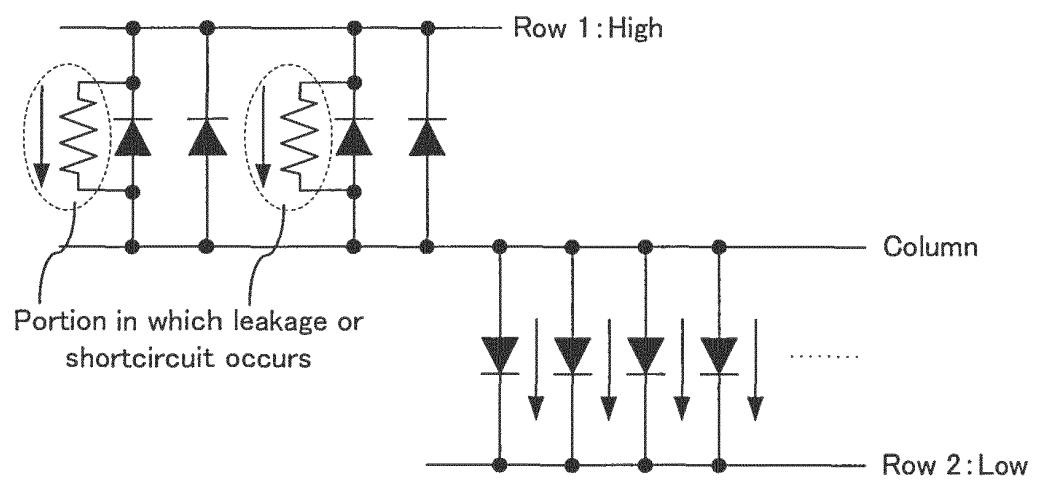 Row 1:High
Column
Portion in which leakage or
shortcircuit occurs
Row 2:Low